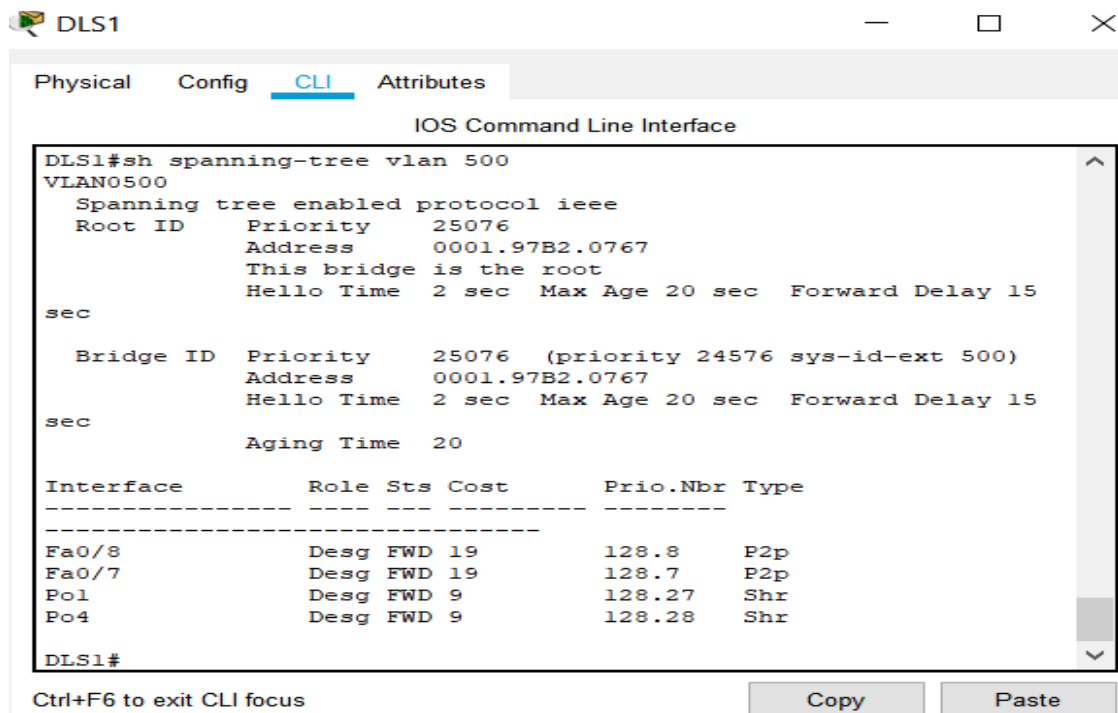 DLS1
Physical Config CLI Attributes
IOS Command Line Interface
DLS1#sh spanning-tree vlan 500
VLAN0500
  Spanning tree enabled protocol ieee
  Root ID    Priority    25076
             Address     0001.97B2.0767
             This bridge is the root
             Hello Time  2 sec  Max Age 20 sec  Forward Delay 15
sec

  Bridge ID  Priority    25076  (priority 24576 sys-id-ext 500)
             Address     0001.97B2.0767
             Hello Time  2 sec  Max Age 20 sec  Forward Delay 15
sec
             Aging Time  20

Interface        Role Sts Cost      Prio.Nbr Type
---------------- ---- --- --------- --------
--------------------------------
Fa0/8            Desg FWD 19        128.8    P2p
Fa0/7            Desg FWD 19        128.7    P2p
Po1              Desg FWD 9         128.27   Shr
Po4              Desg FWD 9         128.28   Shr

DLS1#
Ctrl+F6 to exit CLI focus
Copy Paste